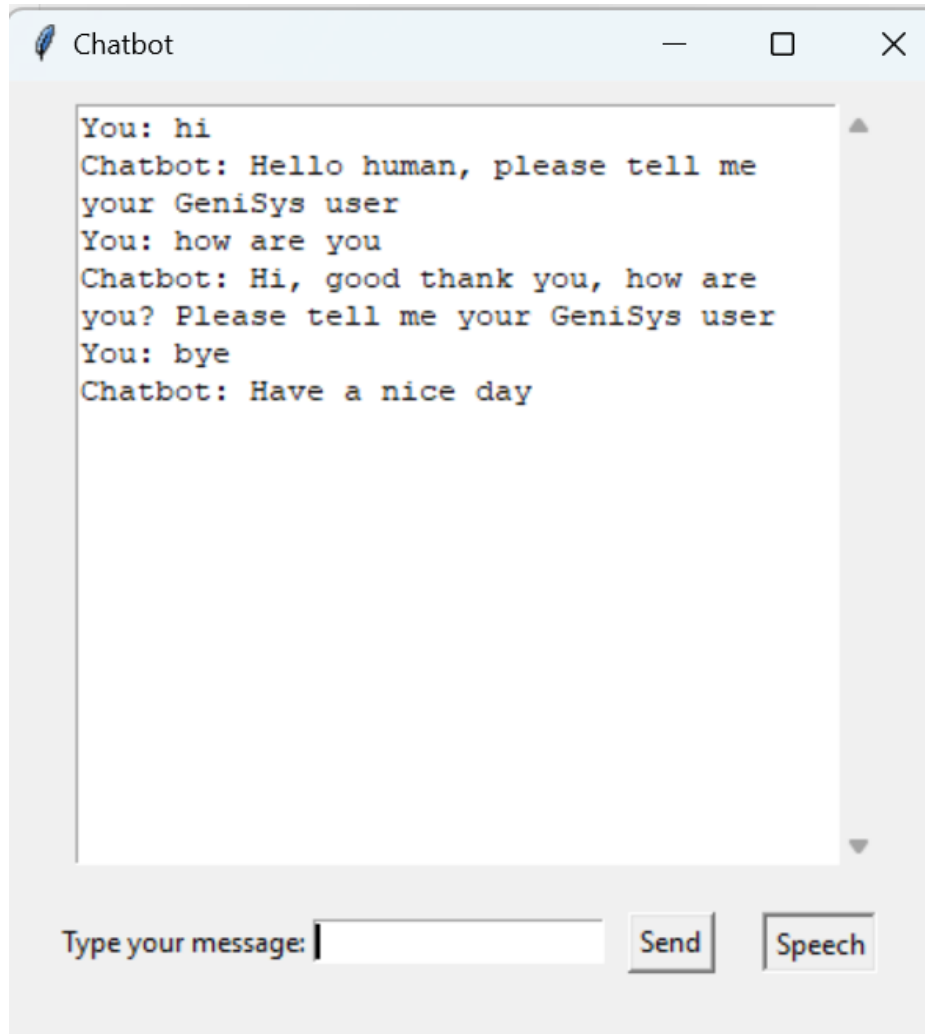 Chatbot
You: hi
Chatbot: Hello human, please tell me
your GeniSys user
You: how are you
Chatbot: Hi, good thank you, how are
you? Please tell me your GeniSys user
You: bye
Chatbot: Have a nice day
Type your message: Send Speech